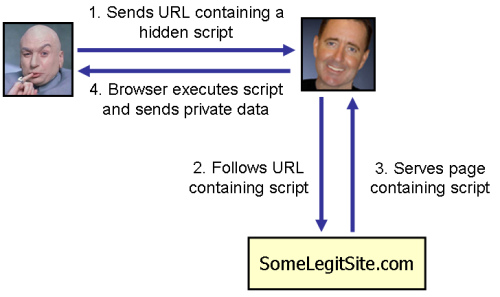 1. Sends URL containing a
hidden script
4. Browser executes script
and sends private data
2. Follows URL
containing script
3. Serves page
containing script
SomeLegitSite.com